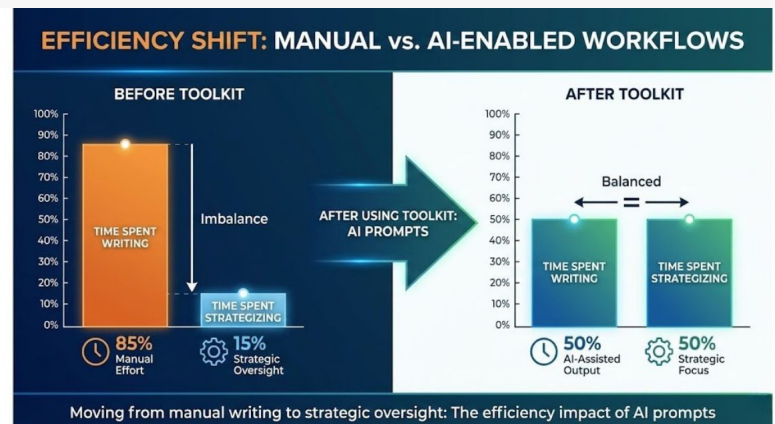 EFFICIENCY SHIFT: MANUAL vs. AI-ENABLED WORKFLOWS
BEFORE TOOLKIT
100%
90%
80%
70%
60%
50%
40%
30%
20%
10%
0%
TIME SPENT
WRITING
Imbalance
TIME SPENT
STRATEGIZING
85%
Manual
Effort
15%
Strategic
Oversight
AFTER USING TOOLKIT:
AI PROMPTS
AFTER TOOLKIT
100%
90%
80%
70%
60%
50%
40%
30%
20%
10%
0%
Balanced
=
TIME SPENT
WRITING
TIME SPENT
STRATEGIZING
50%
AI-Assisted
Output
50%
Strategic
Focus
Moving from manual writing to strategic oversight: The efficiency impact of AI prompts